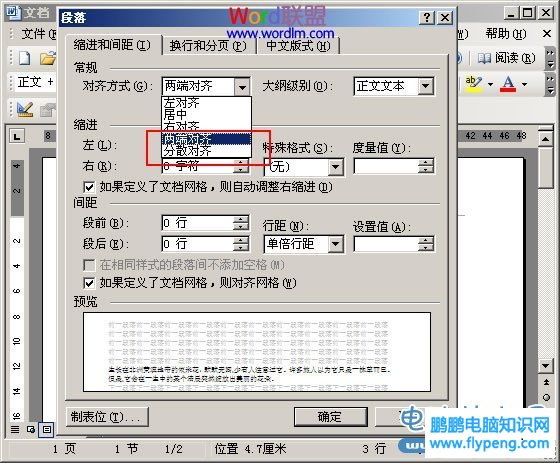 文档
Word联盟
www.wordlm.com
段落
文件(F)
帮助(H)
阅读(R)
正文 +
缩进和间距(I)
换行和分页(P)
中文版式(H)
常规
对齐方式(G): 两端对齐
大纲级别(O): 正文文本
左对齐
居中
右对齐
两端对齐
分散对齐
缩进
左(L):
特殊格式(S):
度量值(Y):
右(R): 0 字符
(无)
如果定义了文档网格，则自动调整右缩进(D)
间距
段前(B): 0 行
行距(N):
设置值(A):
段后(E): 0 行
单倍行距
在相同样式的段落间不添加空格(M)
如果定义了文档网格，则对齐网格(W)
预览
制表位(T)...
确定
1 页 1 节 1/2 位置 4.7厘米 3 行
鹏鹏电脑知识网
www.flypeng.com